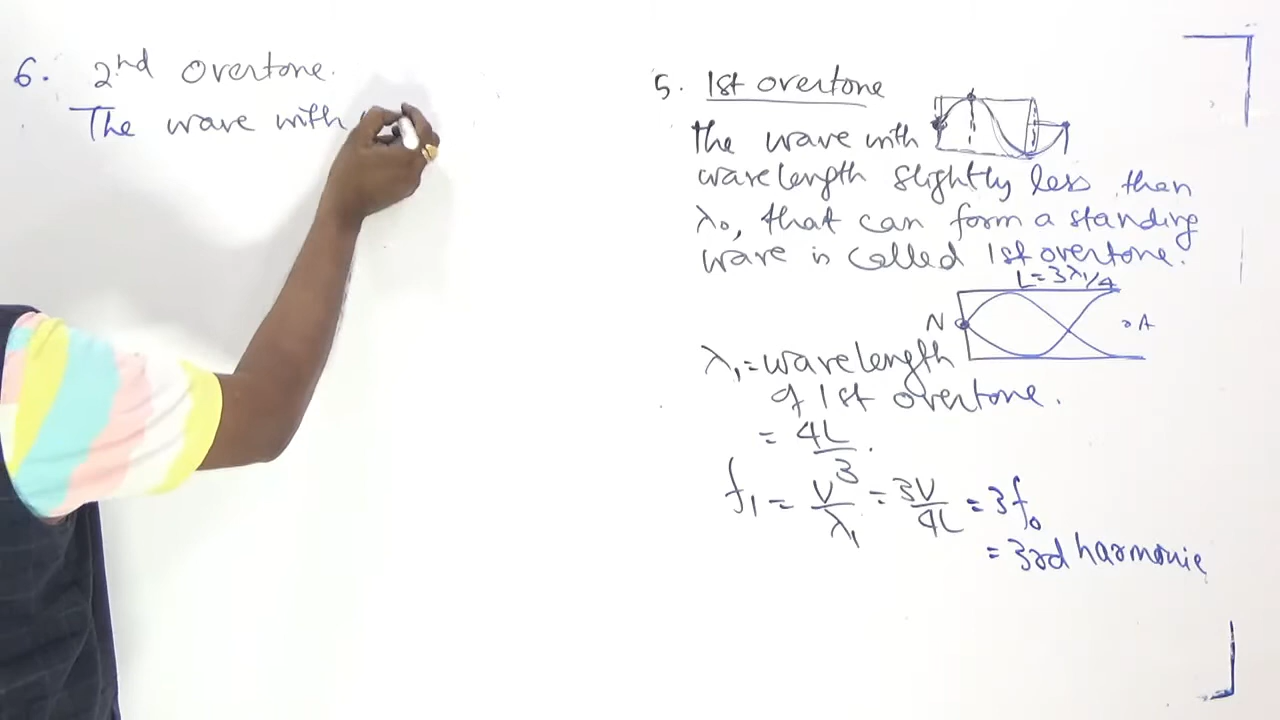 6. 2nd Overtone.
The wave with
5. 1st overtone
The wave with
wavelength slightly less than
λ₀, that can form a standing
wave is called 1st overtone.
L=3λ₁/4
N
A
λ₁=wavelength
of 1st overtone.
= 4L/3.
f₁ = V/λ₁ = 3V/4L = 3f₀
= 3rd harmonic